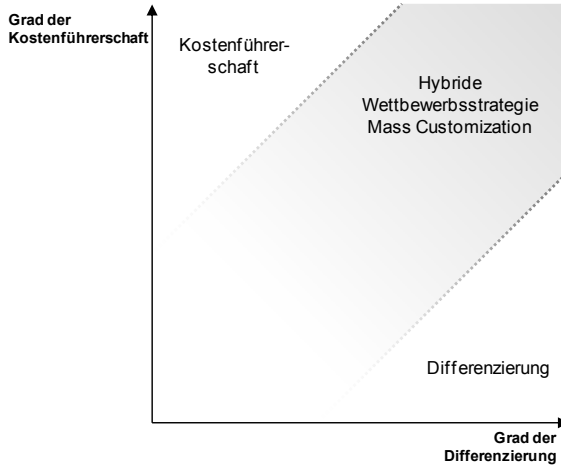 Grad der
Kostenführerschaft
Kostenführer-
schaft
Hybride
Wettbewerbsstrategie
Mass Customization
Differenzierung
Grad der
Differenzierung